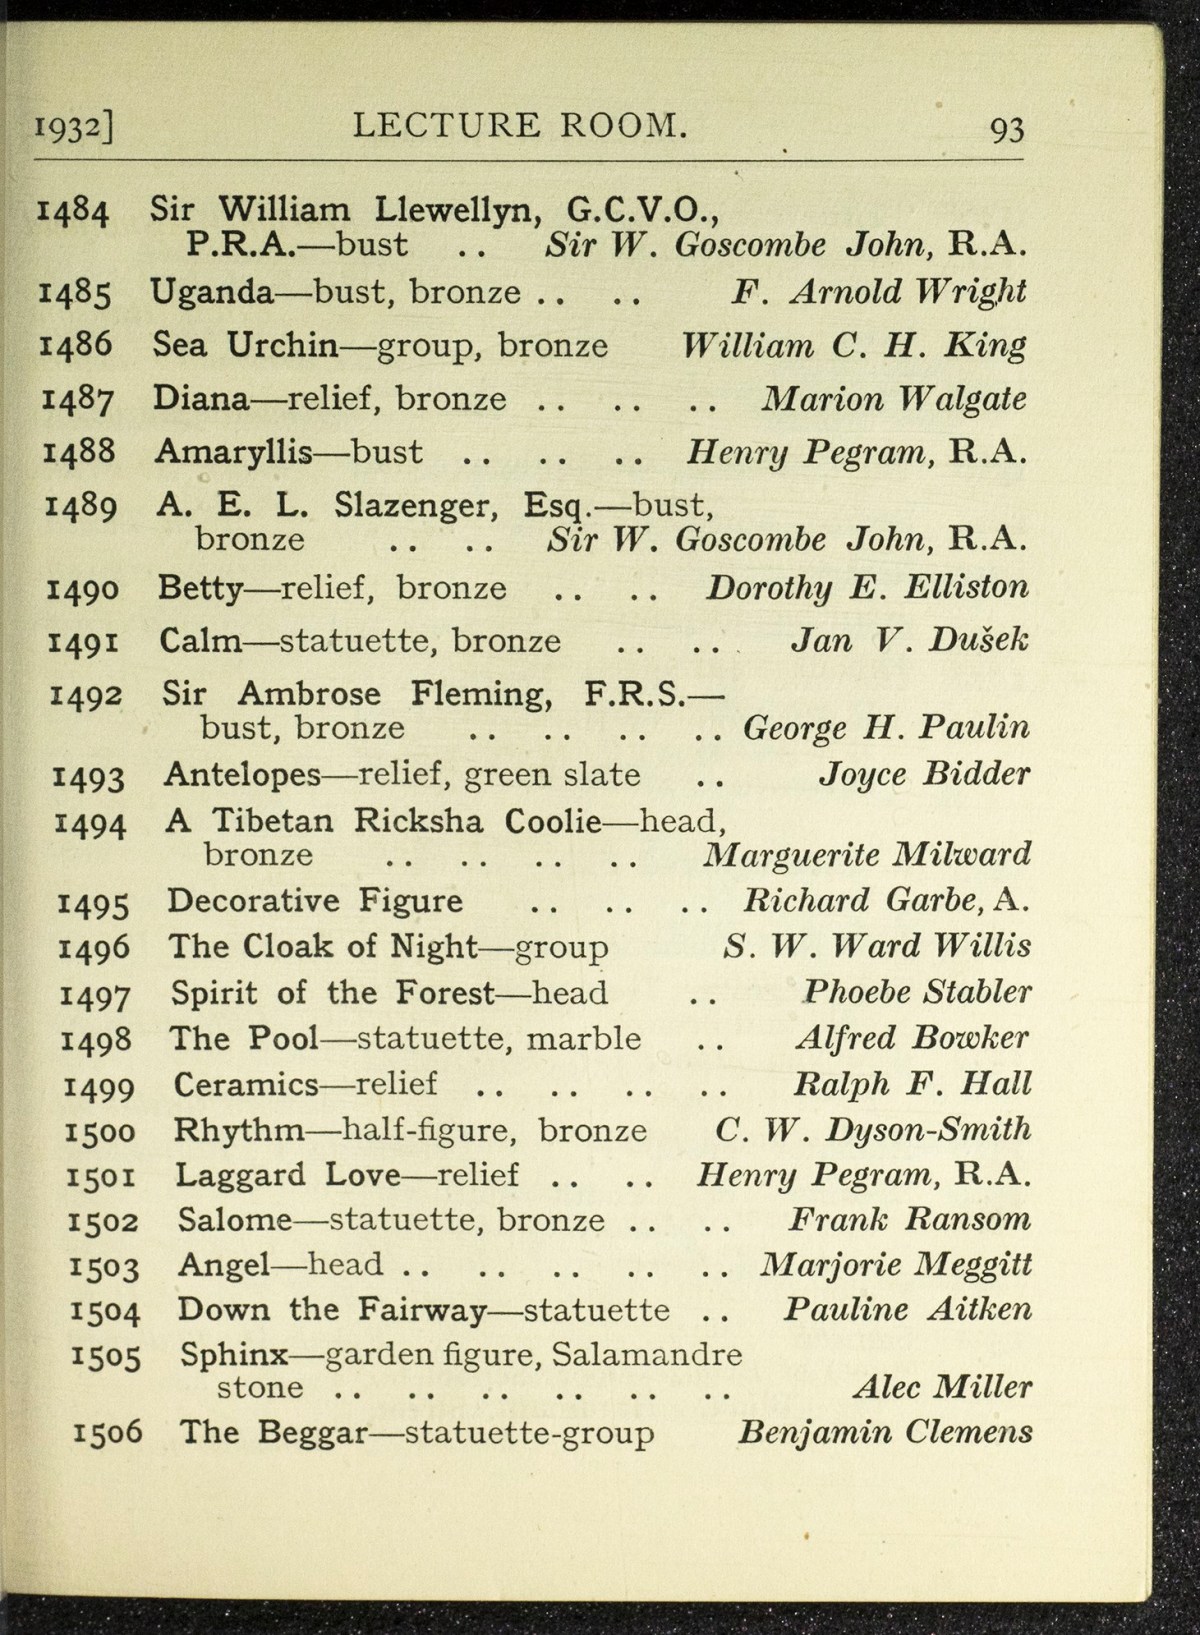 1932] LECTURE ROOM. 93
1484 Sir William Llewellyn, G.C.V.O.,
P.R.A.—bust .. Sir W. Goscombe John, R.A.
1485 Uganda—bust, bronze .. .. F. Arnold Wright
1486 Sea Urchin—group, bronze William C. H. King
1487 Diana—relief, bronze .. .. .. Marion Walgate
1488 Amaryllis—bust .. .. .. Henry Pegram, R.A.
1489 A. E. L. Slazenger, Esq.—bust,
bronze .. .. Sir W. Goscombe John, R.A.
1490 Betty—relief, bronze .. .. Dorothy E. Elliston
1491 Calm—statuette, bronze .. .. Jan V. Dušek
1492 Sir Ambrose Fleming, F.R.S.—
bust, bronze .. .. .. .. George H. Paulin
1493 Antelopes—relief, green slate .. Joyce Bidder
1494 A Tibetan Ricksha Coolie—head,
bronze .. .. .. .. Marguerite Milward
1495 Decorative Figure .. .. .. Richard Garbe, A.
1496 The Cloak of Night—group S. W. Ward Willis
1497 Spirit of the Forest—head .. Phoebe Stabler
1498 The Pool—statuette, marble .. Alfred Bowker
1499 Ceramics—relief .. .. .. .. Ralph F. Hall
1500 Rhythm—half-figure, bronze C. W. Dyson-Smith
1501 Laggard Love—relief .. .. Henry Pegram, R.A.
1502 Salome—statuette, bronze .. .. Frank Ransom
1503 Angel—head .. .. .. .. .. Marjorie Meggitt
1504 Down the Fairway—statuette .. Pauline Aitken
1505 Sphinx—garden figure, Salamandre
stone .. .. .. .. .. .. Alec Miller
1506 The Beggar—statuette-group Benjamin Clemens